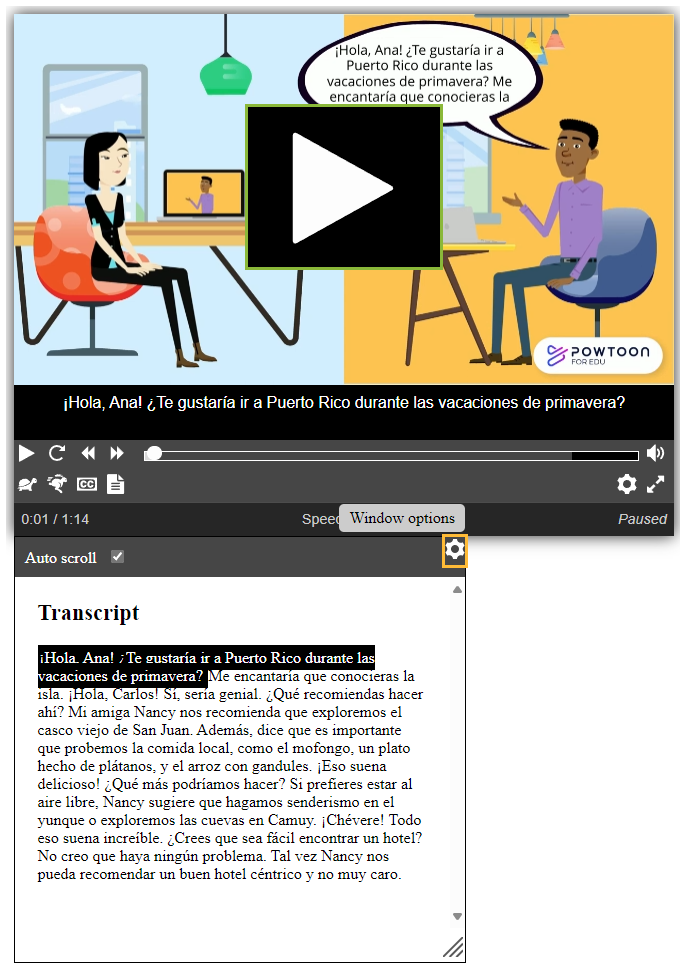 ¡Hola, Ana! ¿Te gustaría ir a
Puerto Rico durante las
vacaciones de primavera? Me
encantaría que conocieras la
POWTOON
FOR EDU
¡Hola, Ana! ¿Te gustaría ir a Puerto Rico durante las vacaciones de primavera?
CC
0:01 / 1:14
Speed
Window options
Paused
Auto scroll
Transcript
¡Hola, Ana! ¿Te gustaría ir a Puerto Rico durante las
vacaciones de primavera? Me encantaría que conocieras la
isla. ¡Hola, Carlos! Sí, sería genial. ¿Qué recomiendas hacer
ahí? Mi amiga Nancy nos recomienda que exploremos el
casco viejo de San Juan. Además, dice que es importante
que probemos la comida local, como el mofongo, un plato
hecho de plátanos, y el arroz con gandules. ¡Eso suena
delicioso! ¿Qué más podríamos hacer? Si prefieres estar al
aire libre, Nancy sugiere que hagamos senderismo en el
yunque o exploremos las cuevas en Camuy. ¡Chévere! Todo
eso suena increíble. ¿Crees que sea fácil encontrar un hotel?
No creo que haya ningún problema. Tal vez Nancy nos
pueda recomendar un buen hotel céntrico y no muy caro.